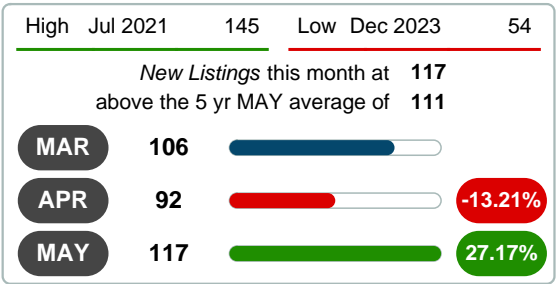 High Jul 2021 145 Low Dec 2023 54
New Listings this month at 117
above the 5 yr MAY average of 111
MAR 106
APR 92 -13.21%
MAY 117 27.17%